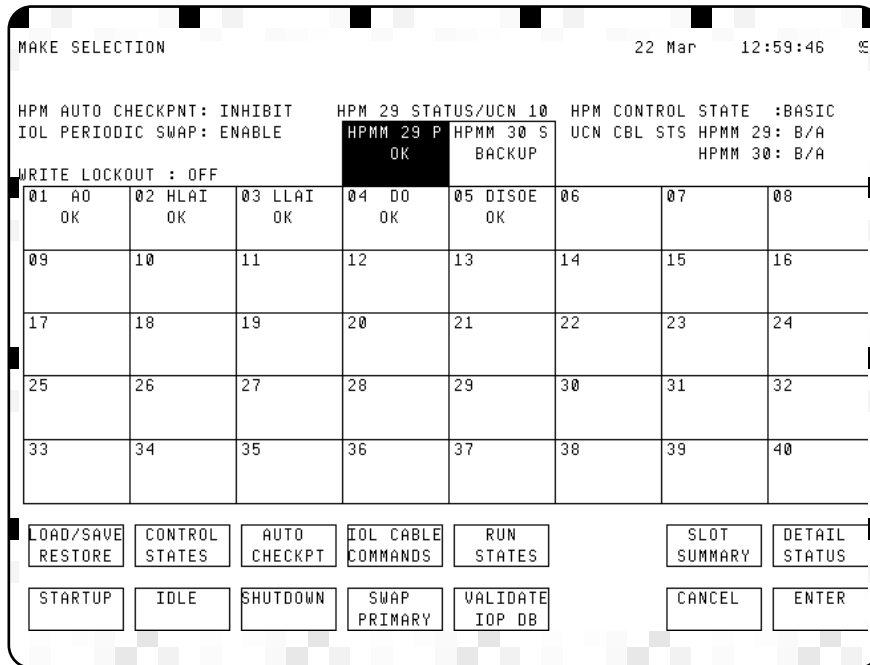 MAKE SELECTION 22 Mar 12:59:46
HPM AUTO CHECKPNT: INHIBIT HPM 29 STATUS/UCN 10 HPM CONTROL STATE :BASIC
IOL PERIODIC SWAP: ENABLE HPMM 29 P HPMM 30 S UCN CBL STS HPMM 29: B/A
OK BACKUP HPMM 30: B/A
WRITE LOCKOUT : OFF
01 AO 02 HLAI 03 LLAI 04 DO 05 DISOE 06 07 08
OK OK OK OK OK
09 10 11 12 13 14 15 16
17 18 19 20 21 22 23 24
25 26 27 28 29 30 31 32
33 34 35 36 37 38 39 40
LOAD/SAVE CONTROL AUTO IOL CABLE RUN SLOT DETAIL
RESTORE STATES CHECKPT COMMANDS STATES SUMMARY STATUS
STARTUP IDLE SHUTDOWN SWAP VALIDATE CANCEL ENTER
PRIMARY IOP DB